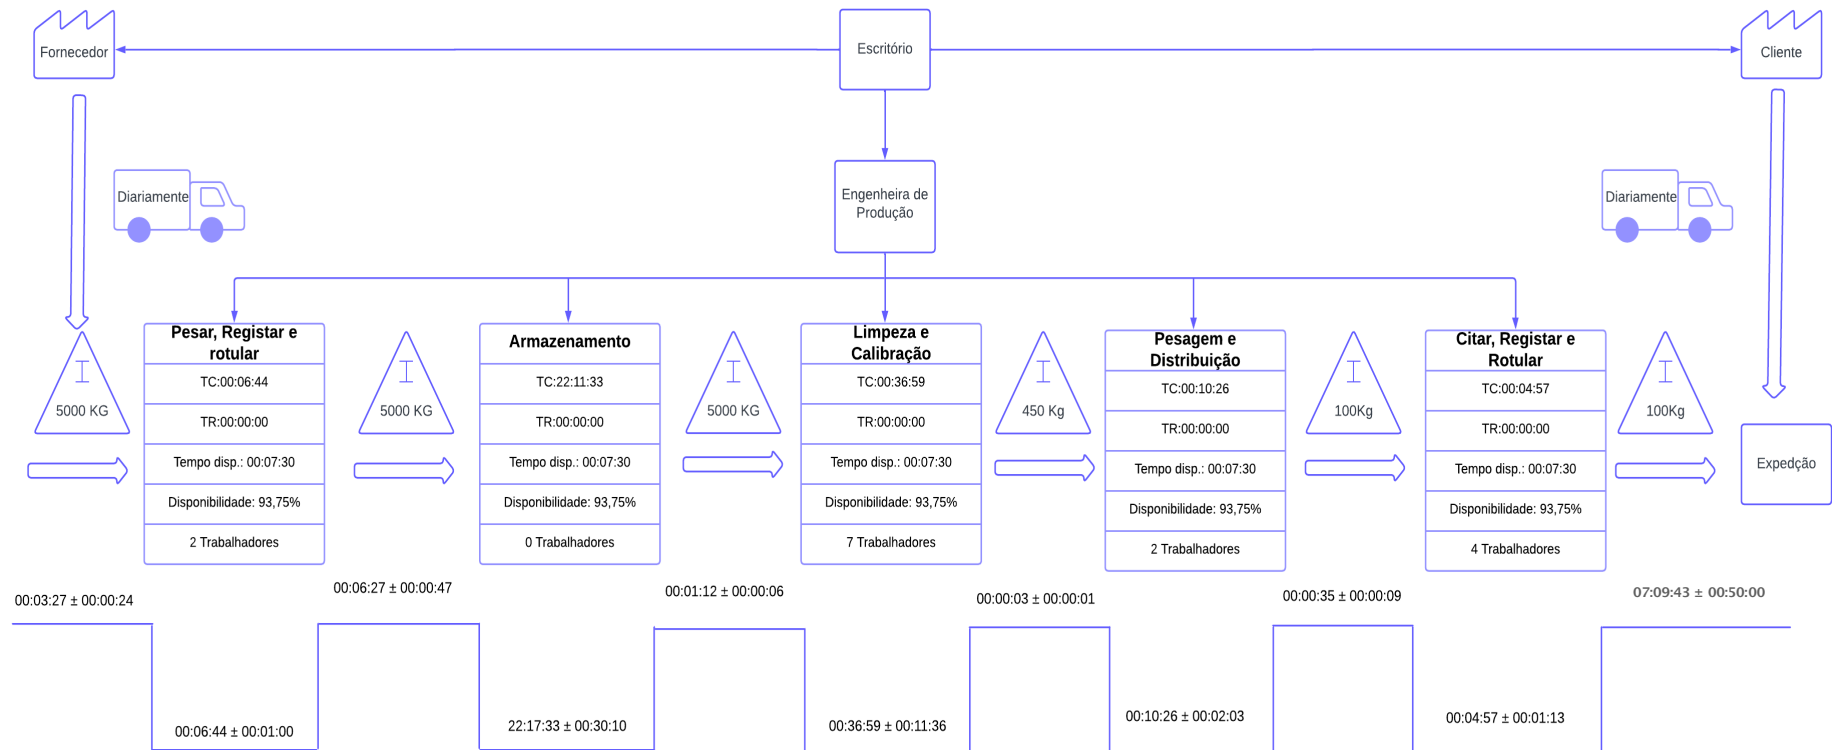 Fornecedor
Escritório
Cliente
Diariamente
Engenheira de
Produção
Diariamente
5000 KG
Pesar, Registar e
rotular
TC:00:06:44
TR:00:00:00
Tempo disp.: 00:07:30
Disponibilidade: 93,75%
2 Trabalhadores
5000 KG
Armazenamento
TC:22:11:33
TR:00:00:00
Tempo disp.: 00:07:30
Disponibilidade: 93,75%
0 Trabalhadores
5000 KG
Limpeza e
Calibração
TC:00:36:59
TR:00:00:00
Tempo disp.: 00:07:30
Disponibilidade: 93,75%
7 Trabalhadores
450 Kg
Pesagem e
Distribuição
TC:00:10:26
TR:00:00:00
Tempo disp.: 00:07:30
Disponibilidade: 93,75%
2 Trabalhadores
100Kg
Citar, Registar e
Rotular
TC:00:04:57
TR:00:00:00
Tempo disp.: 00:07:30
Disponibilidade: 93,75%
4 Trabalhadores
100Kg
Expedção
00:03:27 ± 00:00:24
00:06:27 ± 00:00:47
00:01:12 ± 00:00:06
00:00:03 ± 00:00:01
00:00:35 ± 00:00:09
07:09:43 ± 00:50:00
00:06:44 ± 00:01:00
22:17:33 ± 00:30:10
00:36:59 ± 00:11:36
00:10:26 ± 00:02:03
00:04:57 ± 00:01:13